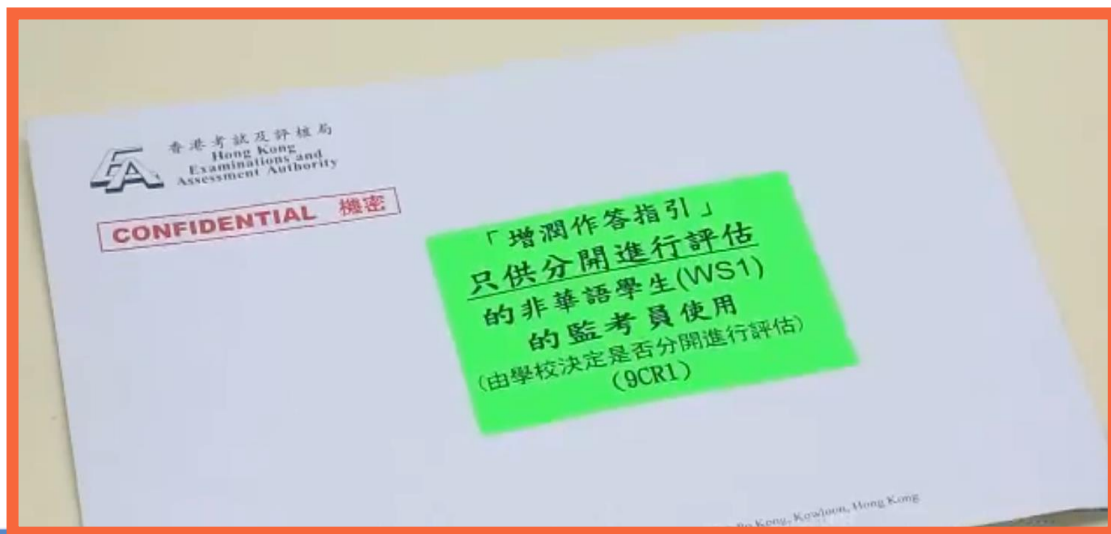 香港考試及評核局
Hong Kong
Examinations and
Assessment Authority
CONFIDENTIAL 機密
「增潤作答指引」
只供分開進行評估
的非華語學生(WS1)
的監考員使用
(由學校決定是否分開進行評估)
(9CR1)
Kong, Kowloon, Hong Kong